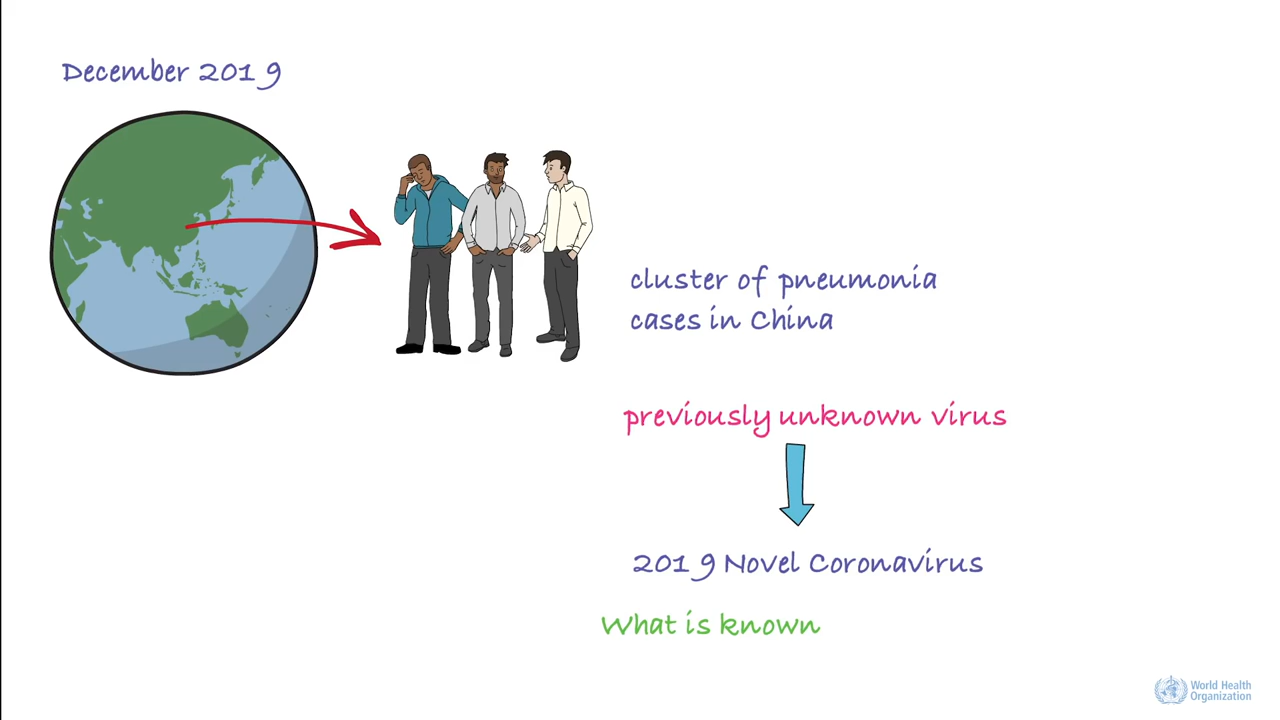 December 2019
cluster of pneumonia
cases in China
previously unknown virus
2019 Novel Coronavirus
What is known
World Health
Organization